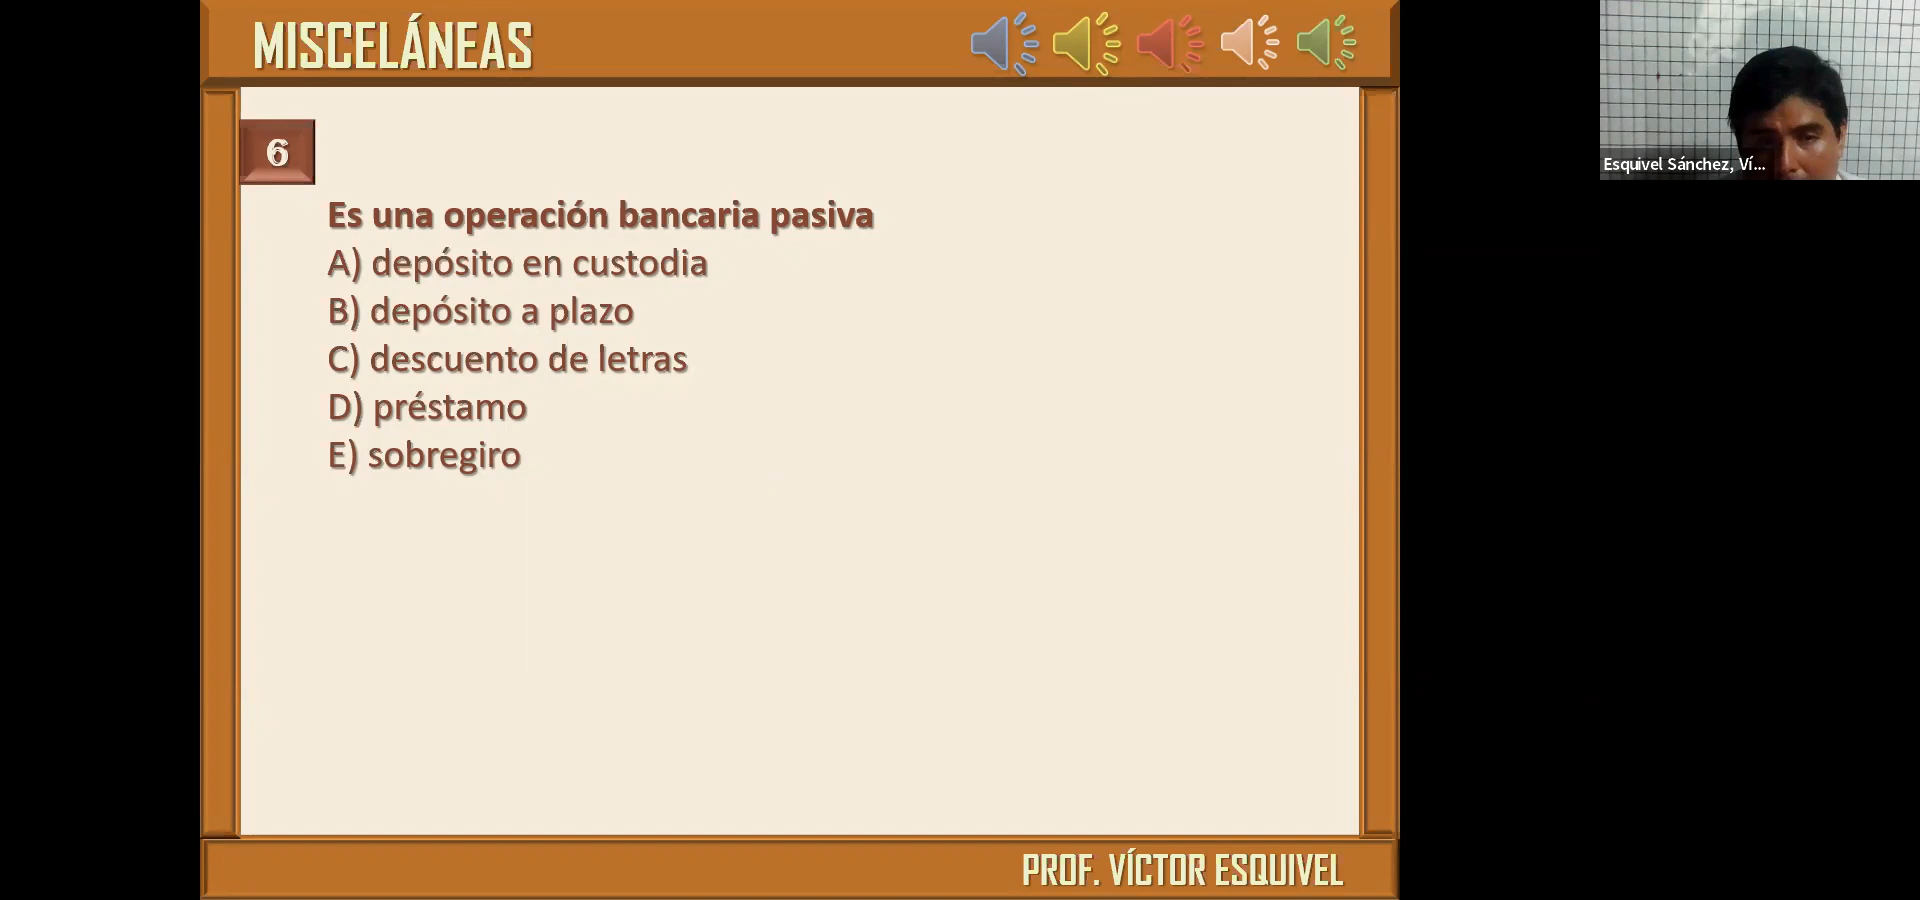 MISCELÁNEAS
6
Es una operación bancaria pasiva
A) depósito en custodia
B) depósito a plazo
C) descuento de letras
D) préstamo
E) sobregiro
PROF. VÍCTOR ESQUIVEL
Esquivel Sánchez, Ví...